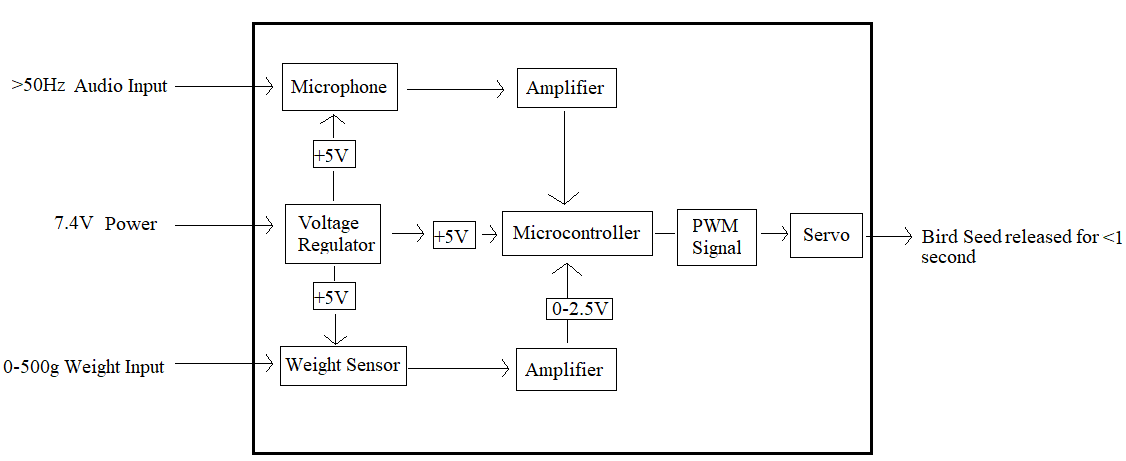 >50Hz Audio Input
Microphone
Amplifier
+5V
7.4V Power
Voltage
Regulator
+5V
Microcontroller
PWM
Signal
Servo
Bird Seed released for <1
second
+5V
0-2.5V
0-500g Weight Input
Weight Sensor
Amplifier